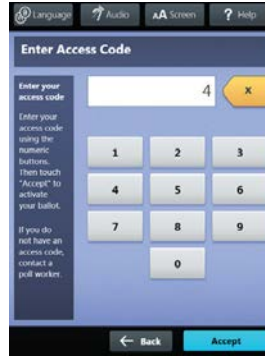 Language Audio AA Screen ? Help
Enter Access Code
Enter your
access code
4 X
Enter your
access code
using the
numeric
buttons.
Then touch
"Accept" to
activate
your ballot.
If you do
not have an
access code,
contact a
poll worker.
1 2 3
4 5 6
7 8 9
0
← Back Accept